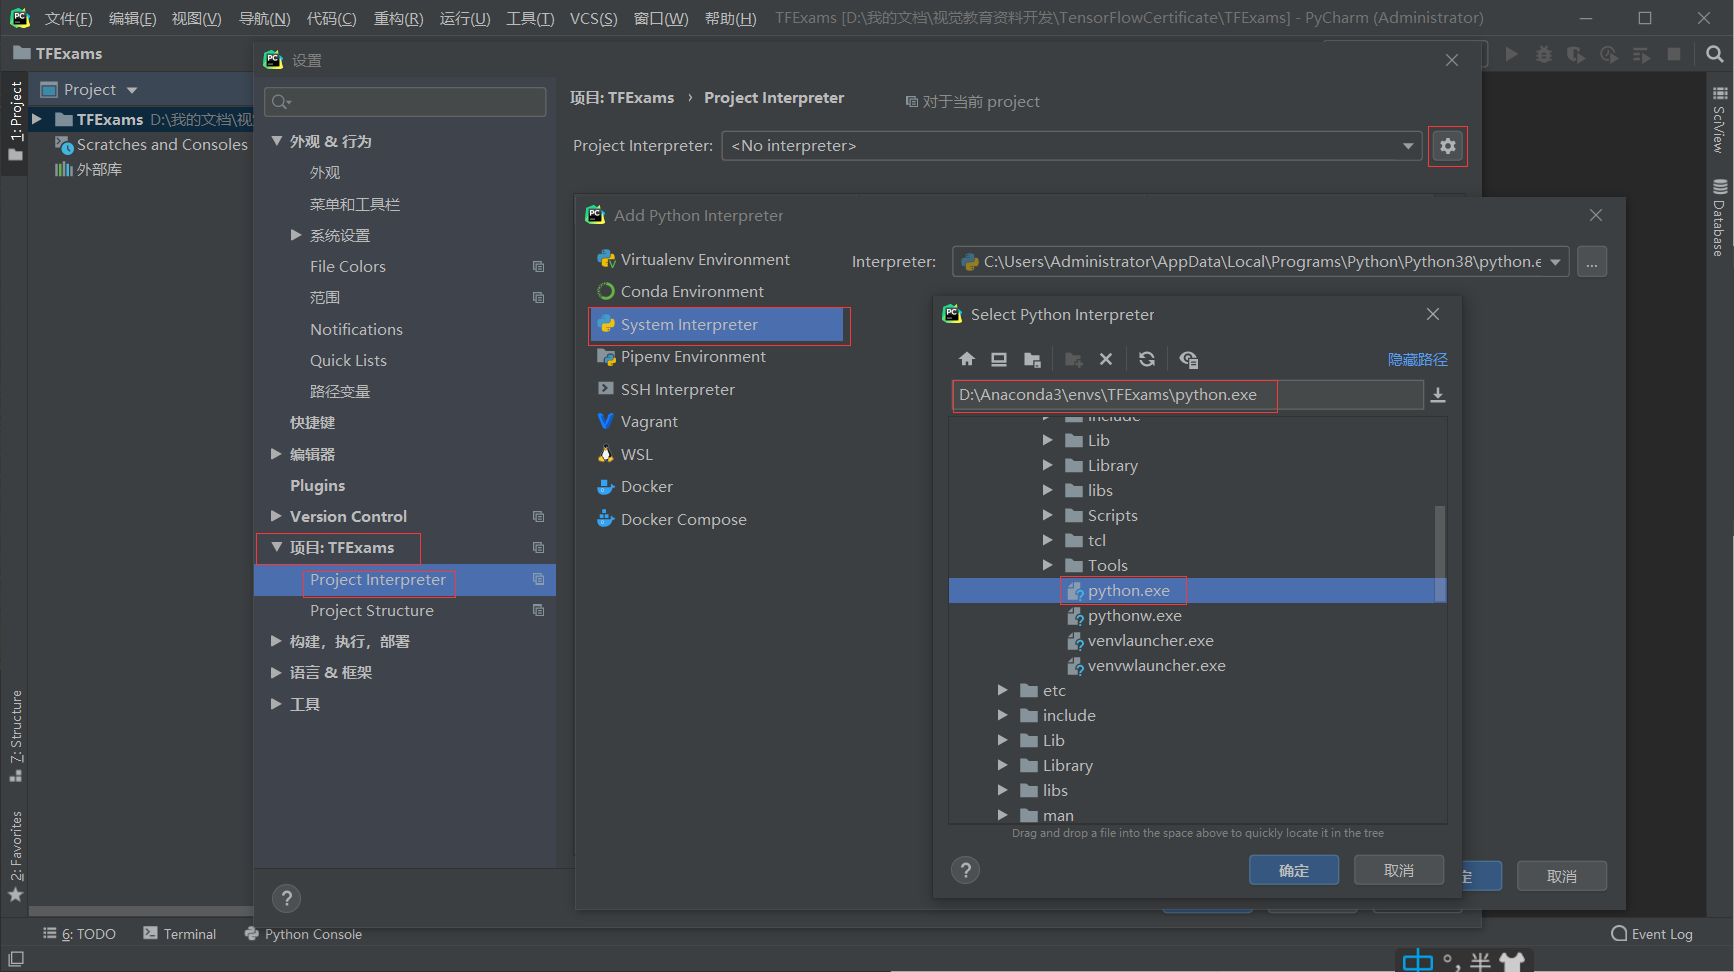 文件(F) 编辑(E) 视图(V) 导航(N) 代码(C) 重构(R) 运行(U) 工具(T) VCS(S) 窗口(W) 帮助(H) TFExams [D:\我的文档\视觉教育资料开发\TensorFlowCertificate\TFExams] - PyCharm (Administrator)
TFExams
1: Project
Project
TFExams D:\我的文档\视
Scratches and Consoles
外部库
7: Structure
2: Favorites
设置
外观 & 行为
外观
菜单和工具栏
系统设置
File Colors
范围
Notifications
Quick Lists
路径变量
快捷键
编辑器
Plugins
Version Control
项目: TFExams
Project Interpreter
Project Structure
构建，执行，部署
语言 & 框架
工具
?
项目: TFExams › Project Interpreter 对于当前 project
Project Interpreter: <No interpreter>
Add Python Interpreter
Virtualenv Environment
Conda Environment
System Interpreter
Pipenv Environment
SSH Interpreter
Vagrant
WSL
Docker
Docker Compose
Interpreter: C:\Users\Administrator\AppData\Local\Programs\Python\Python38\python.e ...
Select Python Interpreter
隐藏路径
D:\Anaconda3\envs\TFExams\python.exe
include
Lib
Library
libs
Scripts
tcl
Tools
python.exe
pythonw.exe
venvlauncher.exe
venvwlauncher.exe
etc
include
Lib
Library
libs
man
Drag and drop a file into the space above to quickly locate it in the tree
? 确定 取消
定 取消
SciView
Database
6: TODO Terminal Python Console Event Log
中 °, 半